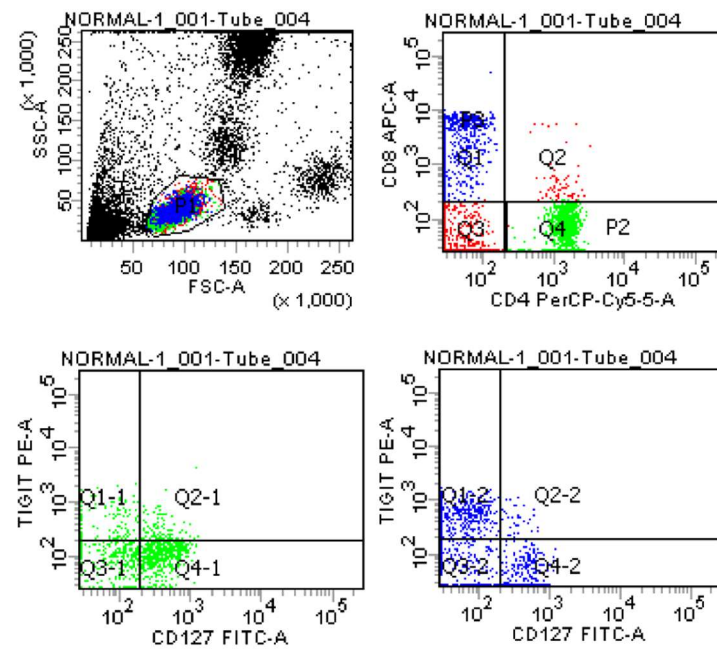 NORMAL-1_001-Tube_004
SSC-A
(x 1,000)
250
200
150
100
50
P1
50 100 150 200 250
FSC-A
(x 1,000)
CD8 APC-A
10^5
10^4
10^3
10^2
Q1
Q2
Q3
Q4
P2
10^2 10^3 10^4 10^5
CD4 PerCP-Cy5-5-A
NORMAL-1_001-Tube_004
TIGIT PE-A
10^5
10^4
10^3
10^2
Q1-1
Q2-1
Q3-1
Q4-1
10^2 10^3 10^4 10^5
CD127 FITC-A
NORMAL-1_001-Tube_004
TIGIT PE-A
10^5
10^4
10^3
10^2
Q1-2
Q2-2
Q3-2
Q4-2
10^2 10^3 10^4 10^5
CD127 FITC-A